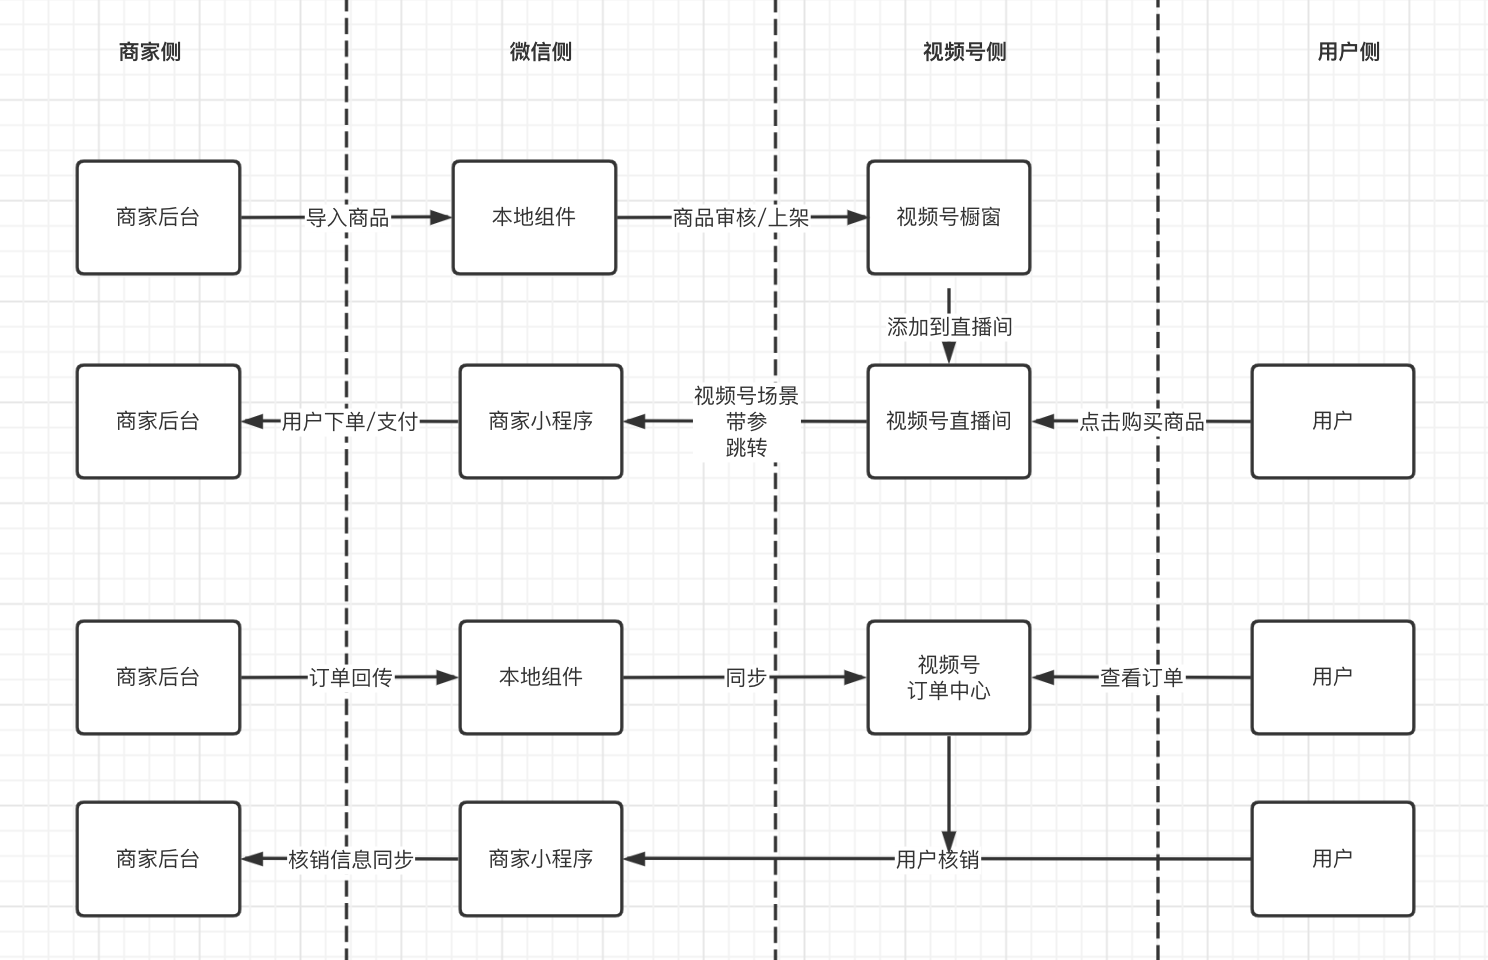 商家侧
微信侧
视频号侧
用户侧
商家后台
导入商品
本地组件
商品审核/上架
视频号橱窗
添加到直播间
商家后台
用户下单/支付
商家小程序
视频号场景
带参
跳转
视频号直播间
点击购买商品
用户
商家后台
订单回传
本地组件
同步
视频号
订单中心
查看订单
用户
商家后台
核销信息同步
商家小程序
用户核销
用户